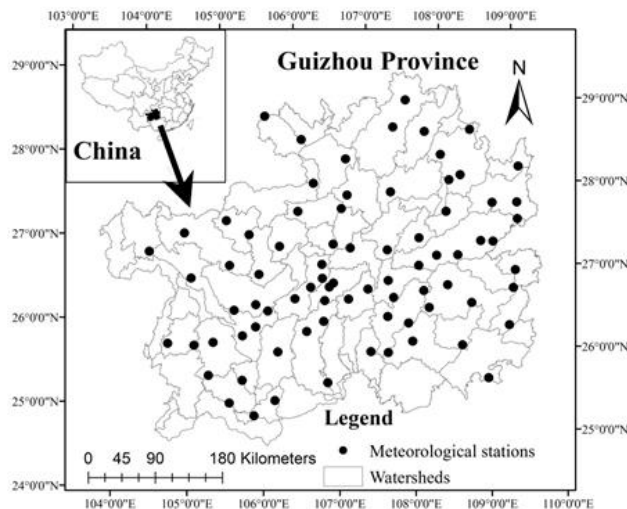 103°0'0"E 104°0'0"E 105°0'0"E 106°0'0"E 107°0'0"E 108°0'0"E 109°0'0"E
Guizhou Province
N
China
29°0'0"N
28°0'0"N
27°0'0"N
26°0'0"N
25°0'0"N
24°0'0"N
29°0'0"N
28°0'0"N
27°0'0"N
26°0'0"N
25°0'0"N
Legend
Meteorological stations
Watersheds
0 45 90 180 Kilometers
104°0'0"E 105°0'0"E 106°0'0"E 107°0'0"E 108°0'0"E 109°0'0"E 110°0'0"E